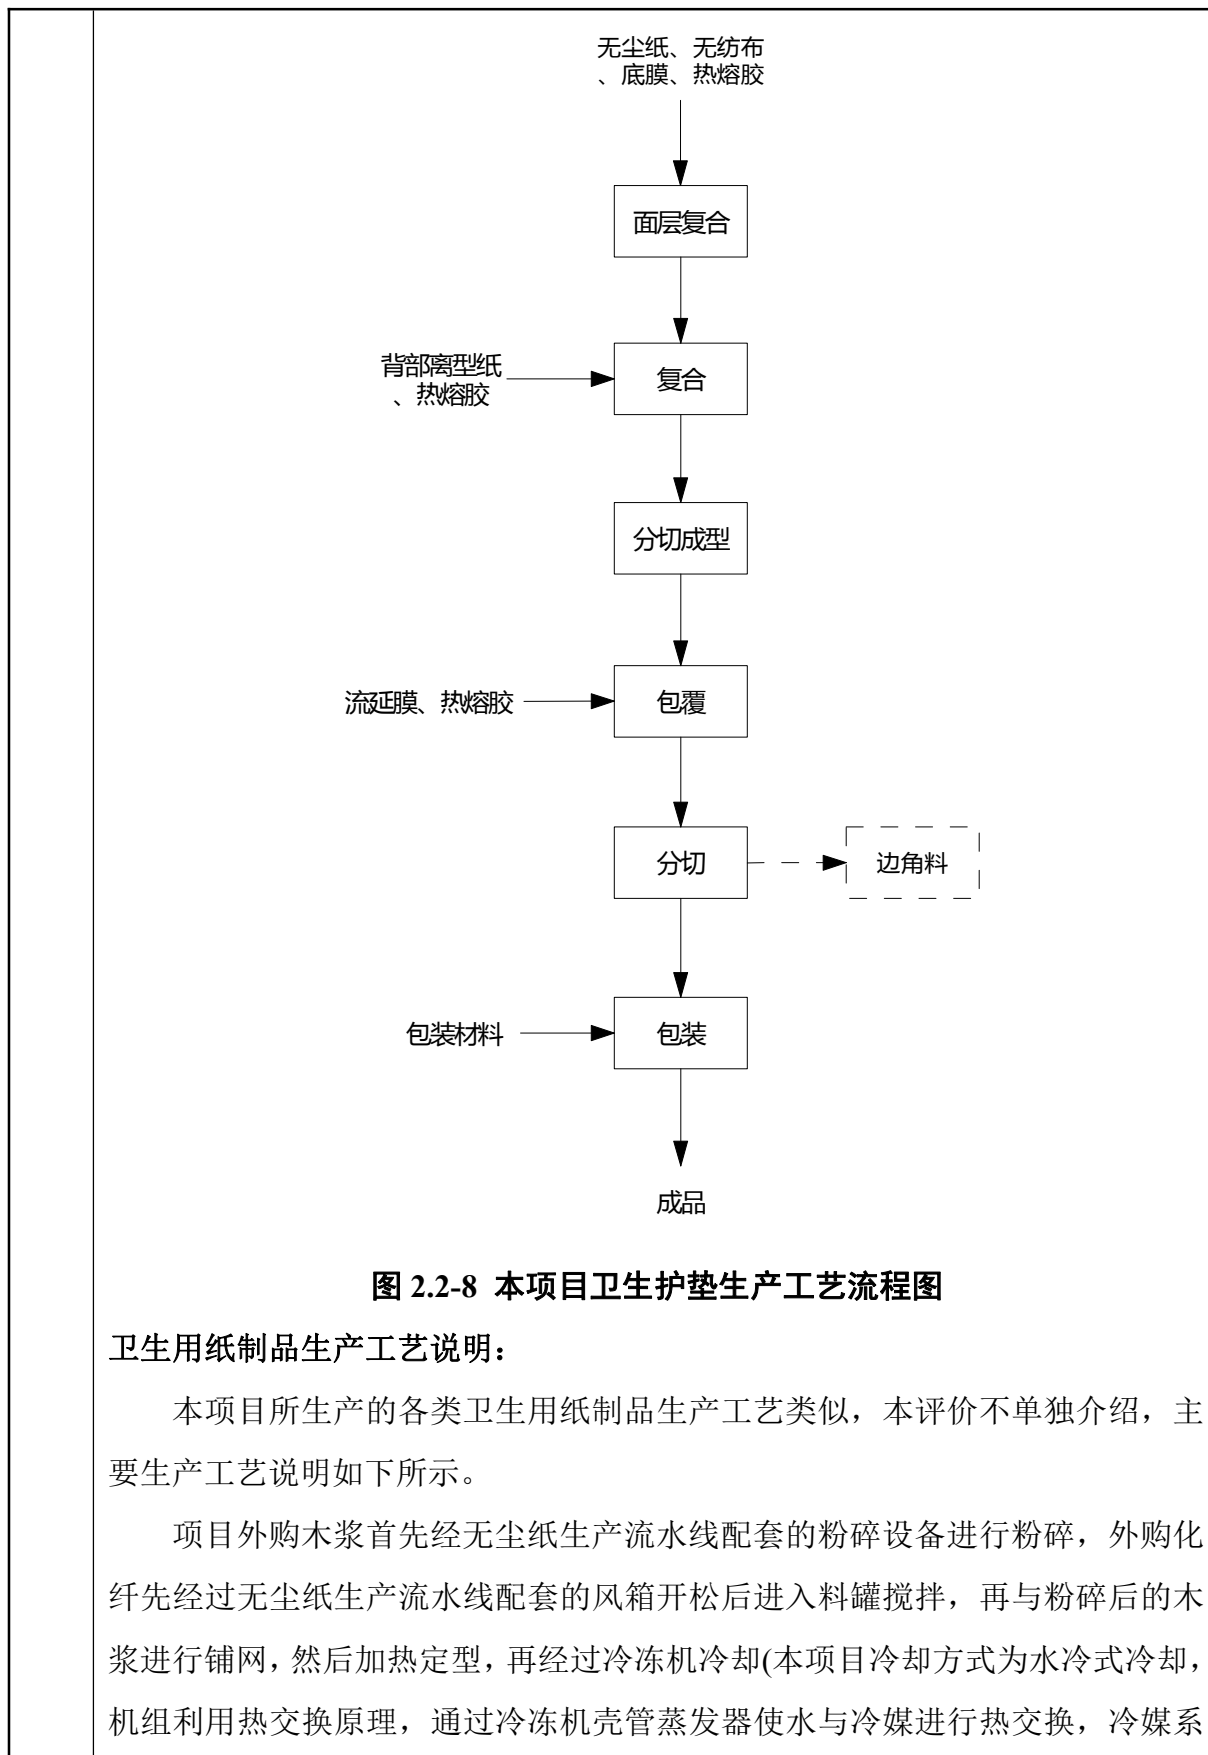 无尘纸、无纺布
、底膜、热熔胶
面层复合
背部离型纸
、热熔胶
复合
分切成型
流延膜、热熔胶
包覆
分切
边角料
包装材料
包装
成品
图 2.2-8 本项目卫生护垫生产工艺流程图
卫生用纸制品生产工艺说明：
本项目所生产的各类卫生用纸制品生产工艺类似，本评价不单独介绍，主
要生产工艺说明如下所示。
项目外购木浆首先经无尘纸生产流水线配套的粉碎设备进行粉碎，外购化
纤先经过无尘纸生产流水线配套的风箱开松后进入料罐搅拌，再与粉碎后的木
浆进行铺网，然后加热定型，再经过冷冻机冷却(本项目冷却方式为水冷式冷却，
机组利用热交换原理，通过冷冻机壳管蒸发器使水与冷媒进行热交换，冷媒系